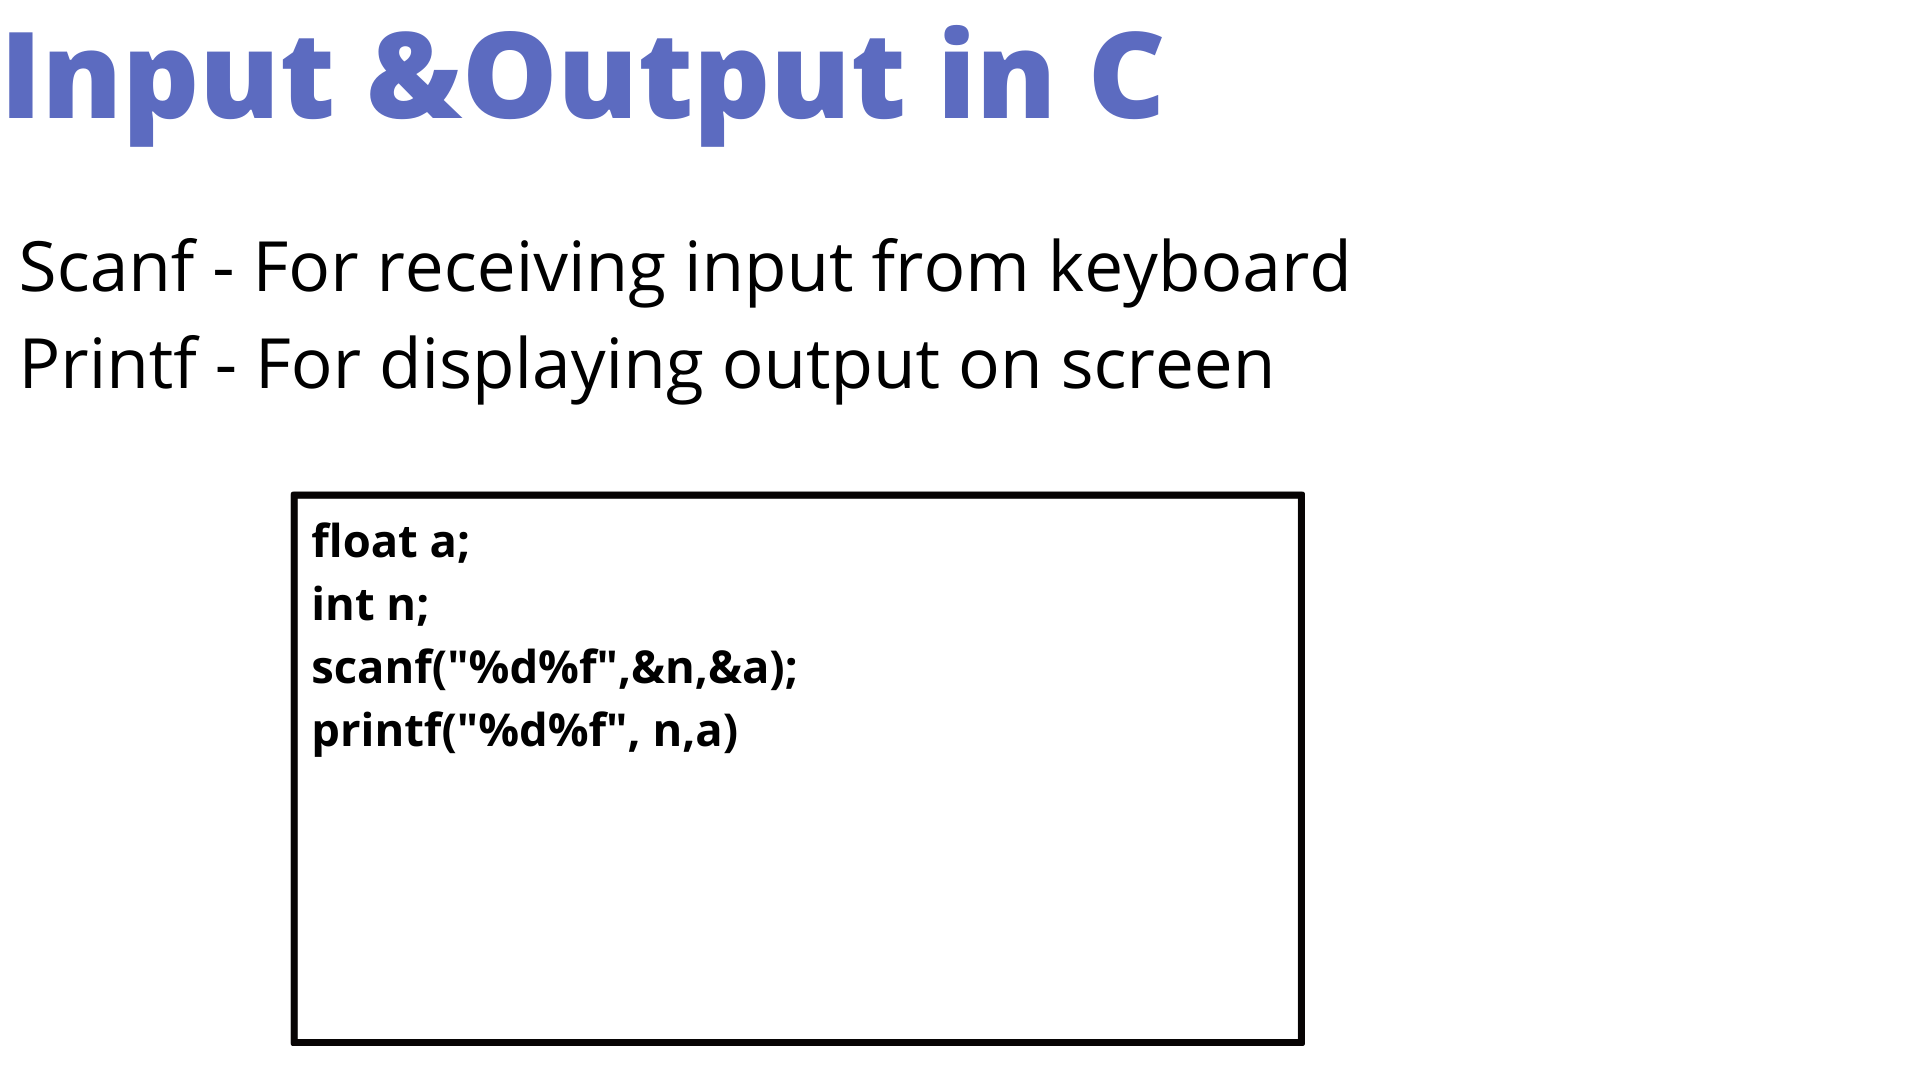 Input &Output in C
Scanf - For receiving input from keyboard
Printf - For displaying output on screen
float a;
int n;
scanf("%d%f",&n,&a);
printf("%d%f", n,a)